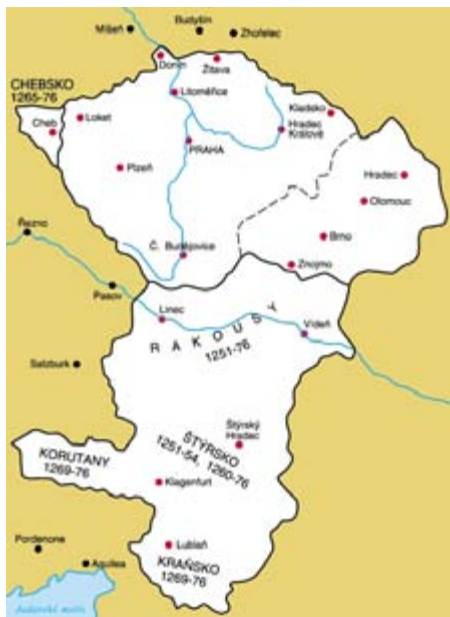 Míšeň
Budyšín
Zhořelec
Donín
Žitava
CHEBSKO
1265-76
Litoměřice
Kladsko
Cheb
Loket
Hradec
Králové
PRAHA
Plzeň
Hradec
Olomouc
Řezno
Brno
Č. Budějovice
Znojmo
Pasov
Linec
Vídeň
RAKOUSY
1251-76
Salzburk
Štýrský
Hradec
ŠTÝRSKO
1251-54, 1260-76
KORUTANY
1269-76
Klagenfurt
Pordenone
Lublaň
Aquilea
KRAŇSKO
1269-76
Jaderské moře